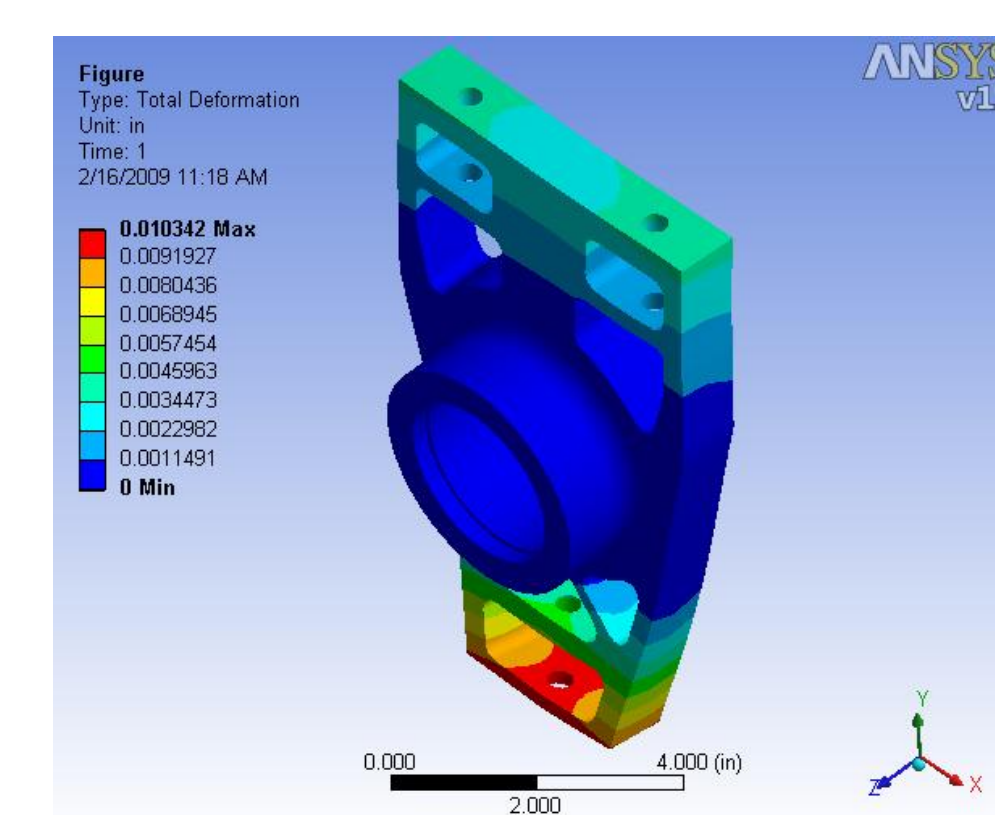 Figure
Type: Total Deformation
Unit: in
Time: 1
2/16/2009 11:18 AM
0.010342 Max
0.0091927
0.0080436
0.0068945
0.0057454
0.0045963
0.0034473
0.0022982
0.0011491
0 Min
ANSYS
v1
0.000
4.000 (in)
2.000
Y
Z
X